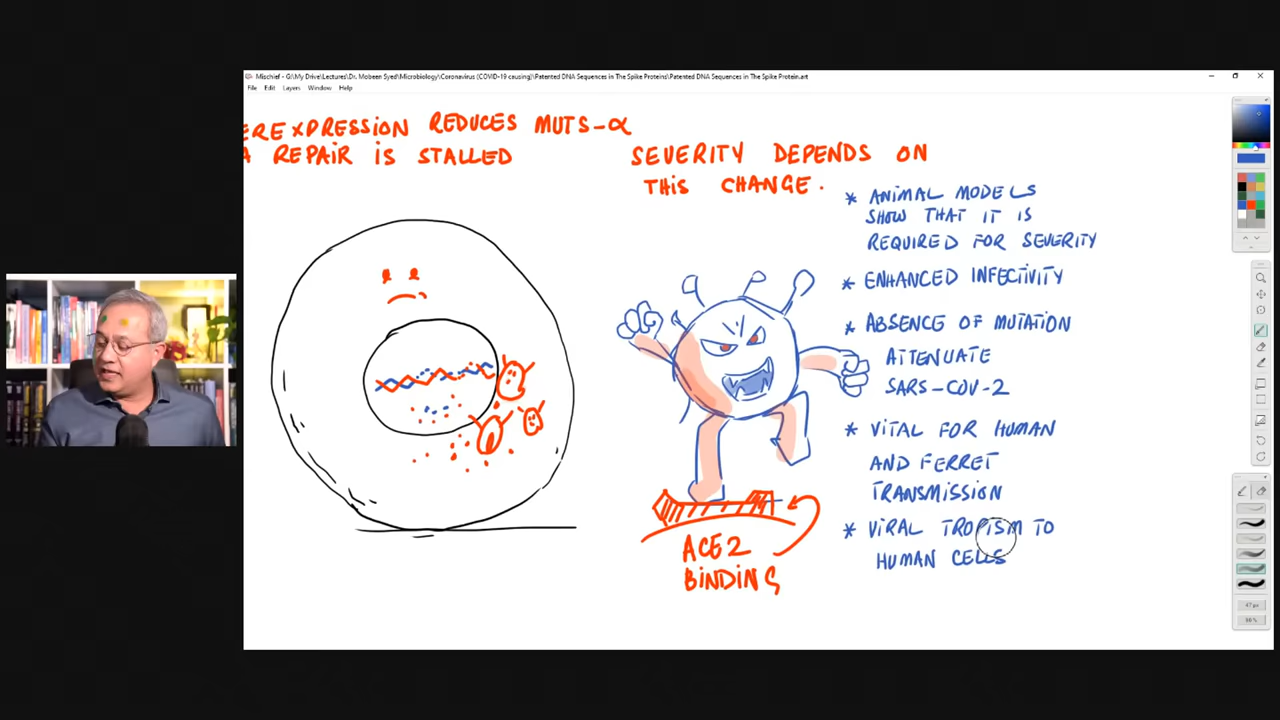 Mischief - G:\My Drive\Lectures\Dr. Mobeen Syed\Microbiology\Coronavirus (COVID-19 causing)\Patented DNA Sequences in The Spike Proteins\Patented DNA Sequences in The Spike Protein.art
File Edit Layers Window Help
EREXPRESSION REDUCES MUTS-α
A REPAIR IS STALLED
SEVERITY DEPENDS ON
THIS CHANGE.
* ANIMAL MODELS
SHOW THAT IT IS
REQUIRED FOR SEVERITY
* ENHANCED INFECTIVITY
* ABSENCE OF MUTATION
ATTENUATE
SARS-COV-2
* VITAL FOR HUMAN
AND FERRET
TRANSMISSION
* VIRAL TROPISM TO
HUMAN CELLS
ACE2
BINDING
47 px
86 %